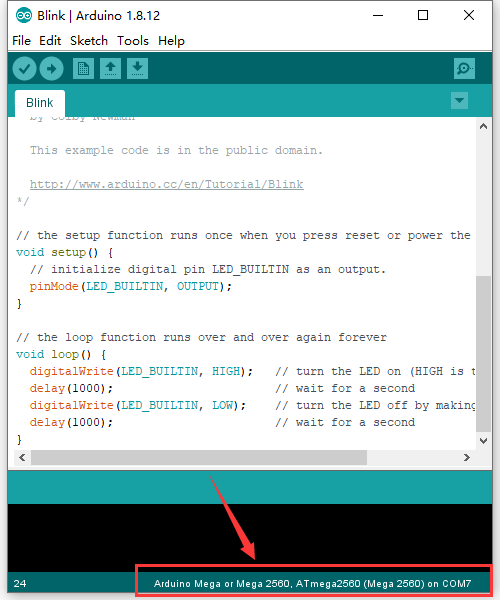 Blink | Arduino 1.8.12
File Edit Sketch Tools Help
Blink
by Colby Newman
This example code is in the public domain.
http://www.arduino.cc/en/Tutorial/Blink
*/
// the setup function runs once when you press reset or power the
void setup() {
// initialize digital pin LED_BUILTIN as an output.
pinMode(LED_BUILTIN, OUTPUT);
}
// the loop function runs over and over again forever
void loop() {
digitalWrite(LED_BUILTIN, HIGH); // turn the LED on (HIGH is t
delay(1000); // wait for a second
digitalWrite(LED_BUILTIN, LOW); // turn the LED off by making
delay(1000); // wait for a second
}
24
Arduino Mega or Mega 2560, ATmega2560 (Mega 2560) on COM7